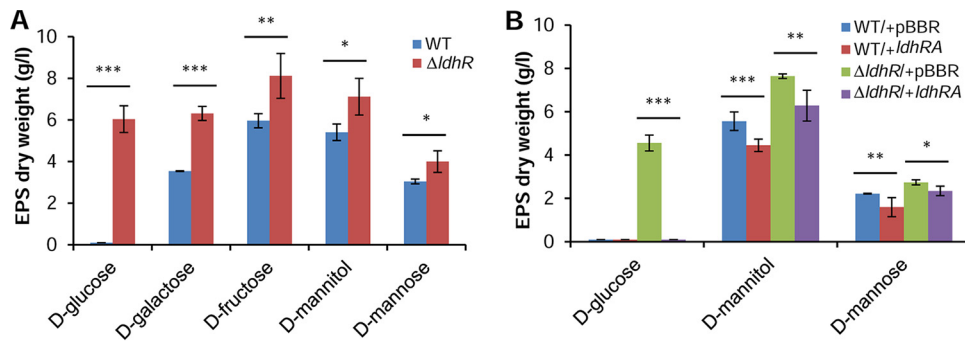 A
EPS dry weight (g/l)
10
8
6
4
2
0
***
***
**
*
*
WT
ΔldhR
D-glucose
D-galactose
D-fructose
D-mannitol
D-mannose
B
EPS dry weight (g/l)
10
8
6
4
2
0
***
***
**
**
*
WT/+pBBR
WT/+ldhRA
ΔldhR/+pBBR
ΔldhR/+ldhRA
D-glucose
D-mannitol
D-mannose